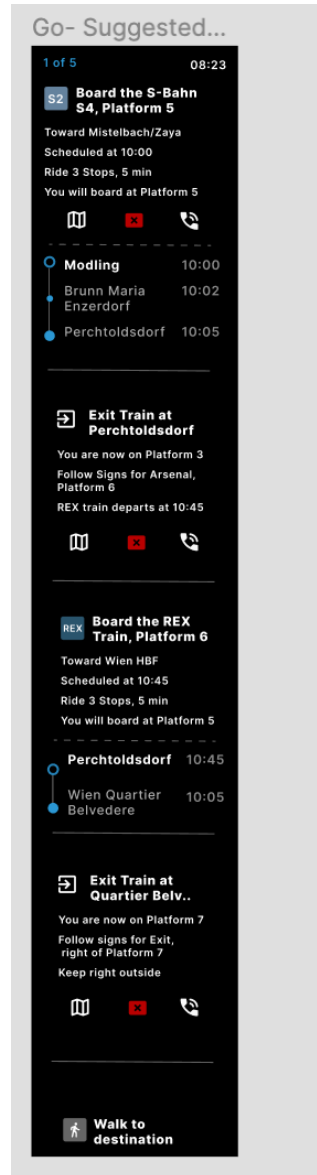 Go- Suggested...
1 of 5 08:23
S2 Board the S-Bahn
S4, Platform 5
Toward Mistelbach/Zaya
Scheduled at 10:00
Ride 3 Stops, 5 min
You will board at Platform 5
Modling 10:00
Brunn Maria 10:02
Enzerdorf
Perchtoldsdorf 10:05
Exit Train at
Perchtoldsdorf
You are now on Platform 3
Follow Signs for Arsenal,
Platform 6
REX train departs at 10:45
REX Board the REX
Train, Platform 6
Toward Wien HBF
Scheduled at 10:45
Ride 3 Stops, 5 min
You will board at Platform 5
Perchtoldsdorf 10:45
Wien Quartier 10:05
Belvedere
Exit Train at
Quartier Belv..
You are now on Platform 7
Follow signs for Exit,
right of Platform 7
Keep right outside
Walk to
destination